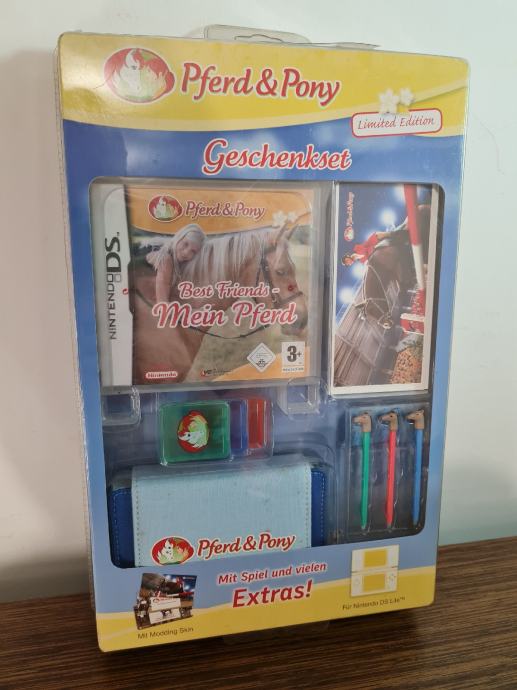 Pferd & Pony
Limited Edition
Geschenkset
NINTENDO DS
Pferd & Pony
Best Friends -
Mein Pferd
Nintendo
3+
Pferd & Pony
Pferd & Pony
Mit Spiel und vielen
Extras!
Mit Modding Skin
Für Nintendo DS Lite™